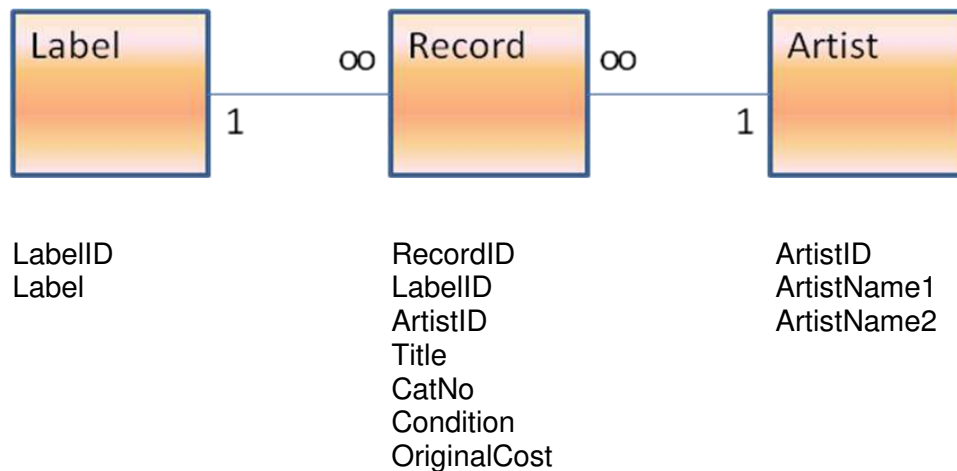 Label
∞
Record
∞
Artist
1
1
LabelID
Label
RecordID
LabelID
ArtistID
Title
CatNo
Condition
OriginalCost
ArtistID
ArtistName1
ArtistName2